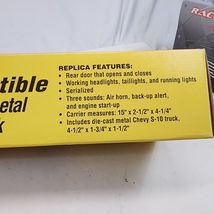 RAC
REPLICA FEATURES:
• Rear door that opens and closes
• Working headlights, taillights, and running lights
• Serialized
• Three sounds: Air horn, back-up alert,
and engine start-up
• Carrier measures: 15" x 2-1/2" x 4-1/4"
• Includes die-cast metal Chevy S-10 truck,
4-1/2" x 1-3/4" x 1-1/2"
tible
etal
k